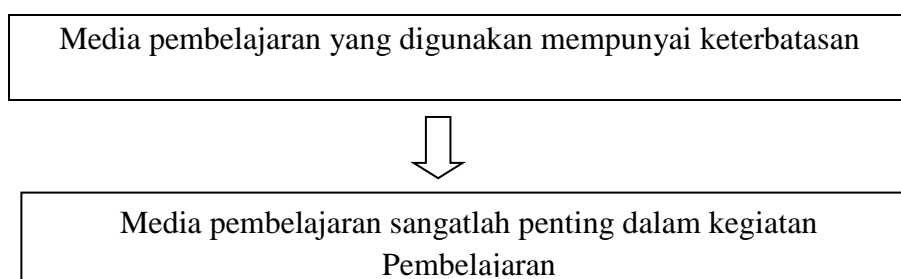 Media pembelajaran yang digunakan mempunyai keterbatasan
Media pembelajaran sangatlah penting dalam kegiatan
Pembelajaran